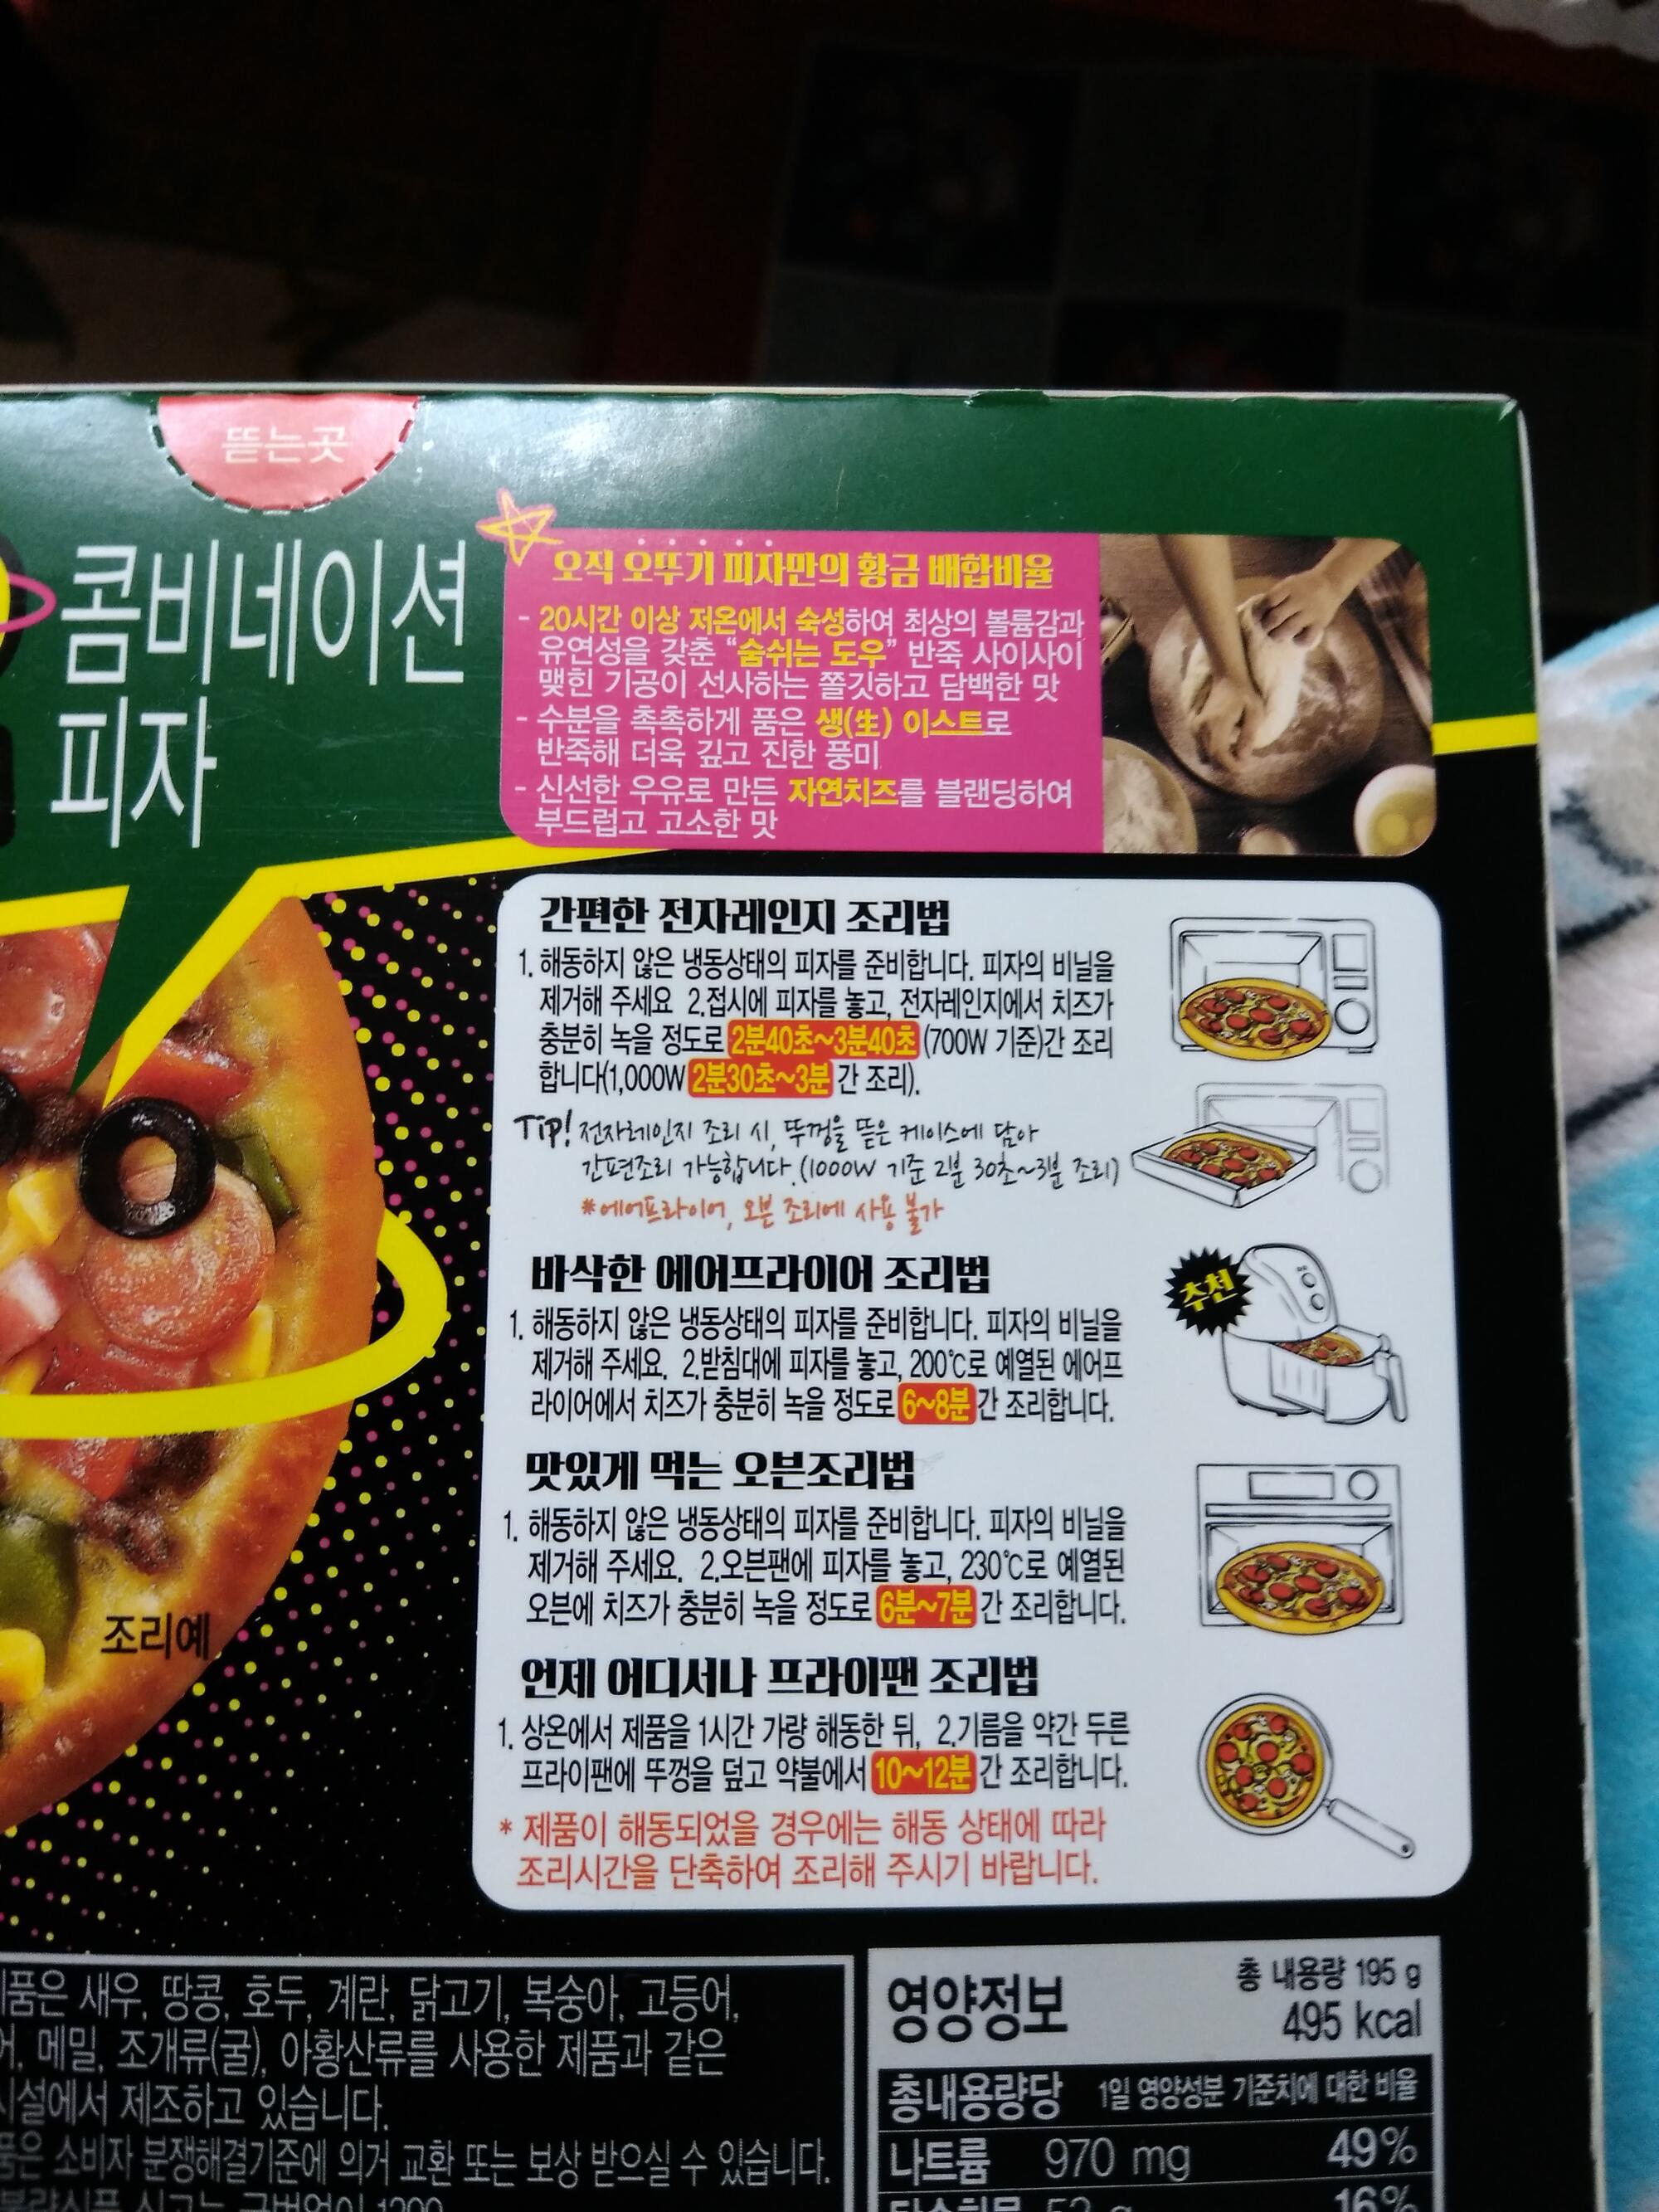 뜯는곳
콤비네이션
피자
오직 오뚜기 피자만의 황금 배합비율
- 20시간 이상 저온에서 숙성하여 최상의 볼륨감과
유연성을 갖춘 “숨쉬는 도우” 반죽 사이사이
맺힌 기공이 선사하는 쫄깃하고 담백한 맛
- 수분을 촉촉하게 품은 생(生) 이스트로
반죽해 더욱 깊고 진한 풍미
- 신선한 우유로 만든 자연치즈를 블랜딩하여
부드럽고 고소한 맛
간편한 전자레인지 조리법
1. 해동하지 않은 냉동상태의 피자를 준비합니다. 피자의 비닐을
제거해 주세요 2.접시에 피자를 놓고, 전자레인지에서 치즈가
충분히 녹을 정도로 2분40초~3분40초 (700W 기준)간 조리
합니다(1,000W 2분30초~3분 간 조리).
Tip! 전자레인지 조리 시, 뚜껑을 뜯은 케이스에 담아
간편조리 가능합니다. (1000W 기준 2분 30초~3분 조리)
*에어프라이어, 오븐 조리에 사용 불가
바삭한 에어프라이어 조리법
추천
1. 해동하지 않은 냉동상태의 피자를 준비합니다. 피자의 비닐을
제거해 주세요. 2.받침대에 피자를 놓고, 200℃로 예열된 에어프
라이어에서 치즈가 충분히 녹을 정도로 6~8분 간 조리합니다.
맛있게 먹는 오븐조리법
1. 해동하지 않은 냉동상태의 피자를 준비합니다. 피자의 비닐을
제거해 주세요. 2.오븐팬에 피자를 놓고, 230℃로 예열된
오븐에 치즈가 충분히 녹을 정도로 6분~7분 간 조리합니다.
조리예
언제 어디서나 프라이팬 조리법
1. 상온에서 제품을 1시간 가량 해동한 뒤, 2.기름을 약간 두른
프라이팬에 뚜껑을 덮고 약불에서 10~12분 간 조리합니다.
* 제품이 해동되었을 경우에는 해동 상태에 따라
조리시간을 단축하여 조리해 주시기 바랍니다.
품은 새우, 땅콩, 호두, 계란, 닭고기, 복숭아, 고등어,
어, 메밀, 조개류(굴), 아황산류를 사용한 제품과 같은
시설에서 제조하고 있습니다.
품은 소비자 분쟁해결기준에 의거 교환 또는 보상 받으실 수 있습니다.
영양정보
총 내용량 195 g
495 kcal
총내용량당 1일 영양성분 기준치에 대한 비율
나트륨 970 mg 49%
16%